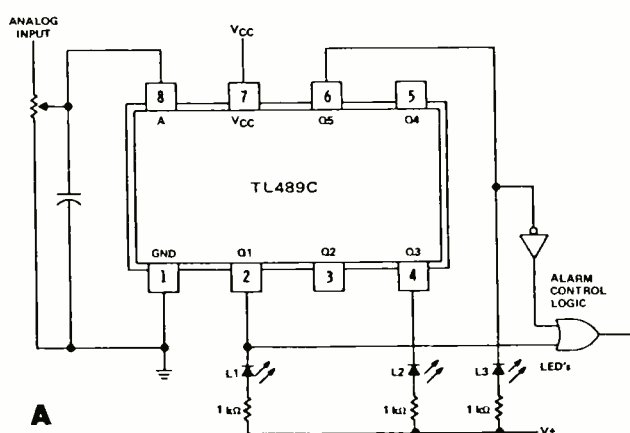 ANALOG
INPUT
VCC
8
7
6
5
A
VCC
Q5
Q4
TL489C
GND
Q1
Q2
Q3
1
2
3
4
ALARM
CONTROL
LOGIC
L1
L2
L3
LED's
1 kΩ
1 kΩ
1 kΩ
V+
A